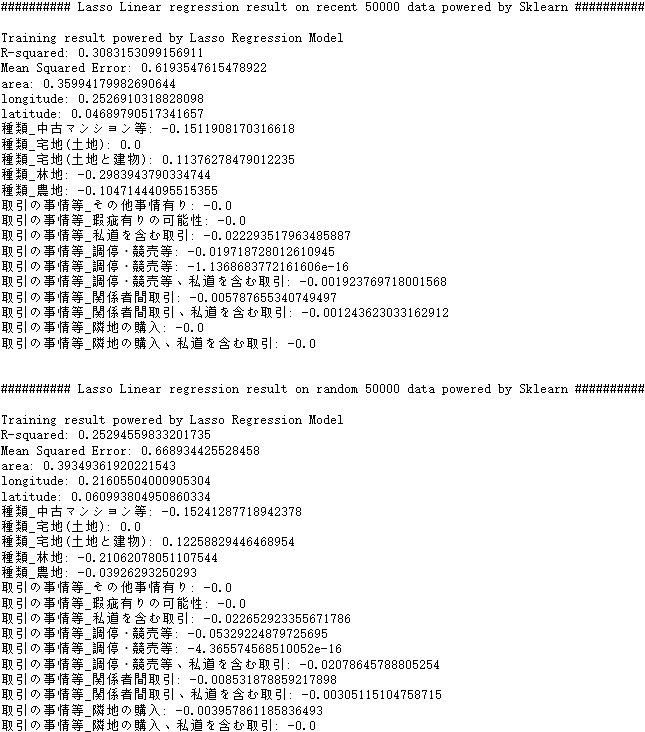 ########## Lasso Linear regression result on recent 50000 data powered by Sklearn ##########
Training result powered by Lasso Regression Model
R-squared: 0.3083153099156911
Mean Squared Error: 0.6193547615478922
area: 0.35994179982690644
longitude: 0.2526910318828098
latitude: 0.04689790517341657
種類_中古マンション等: -0.1511908170316618
種類_宅地(土地): 0.0
種類_宅地(土地と建物): 0.11376278479012235
種類_林地: -0.2983943790334744
種類_農地: -0.10471444095515355
取引の事情等_その他事情有り: -0.0
取引の事情等_瑕疵有りの可能性: -0.0
取引の事情等_私道を含む取引: -0.022293517963485887
取引の事情等_調停・競売等: -0.019718728012610945
取引の事情等_調停・競売等: -1.1368683772161606e-16
取引の事情等_調停・競売等、私道を含む取引: -0.001923769718001568
取引の事情等_関係者間取引: -0.005787655340749497
取引の事情等_関係者間取引、私道を含む取引: -0.001243623033162912
取引の事情等_隣地の購入: -0.0
取引の事情等_隣地の購入、私道を含む取引: -0.0
########## Lasso Linear regression result on random 50000 data powered by Sklearn ##########
Training result powered by Lasso Regression Model
R-squared: 0.25294559833201735
Mean Squared Error: 0.668934425528458
area: 0.39349361920221543
longitude: 0.21605504000905304
latitude: 0.060993804950860334
種類_中古マンション等: -0.15241287718942378
種類_宅地(土地): 0.0
種類_宅地(土地と建物): 0.12258829446468954
種類_林地: -0.21062078051107544
種類_農地: -0.03926293250293
取引の事情等_その他事情有り: -0.0
取引の事情等_瑕疵有りの可能性: -0.0
取引の事情等_私道を含む取引: -0.022652923355671786
取引の事情等_調停・競売等: -0.05329224879725695
取引の事情等_調停・競売等: -4.365574568510052e-16
取引の事情等_調停・競売等、私道を含む取引: -0.02078645788805254
取引の事情等_関係者間取引: -0.008531878859217898
取引の事情等_関係者間取引、私道を含む取引: -0.00305115104758715
取引の事情等_隣地の購入: -0.003957861185836493
取引の事情等_隣地の購入、私道を含む取引: -0.0